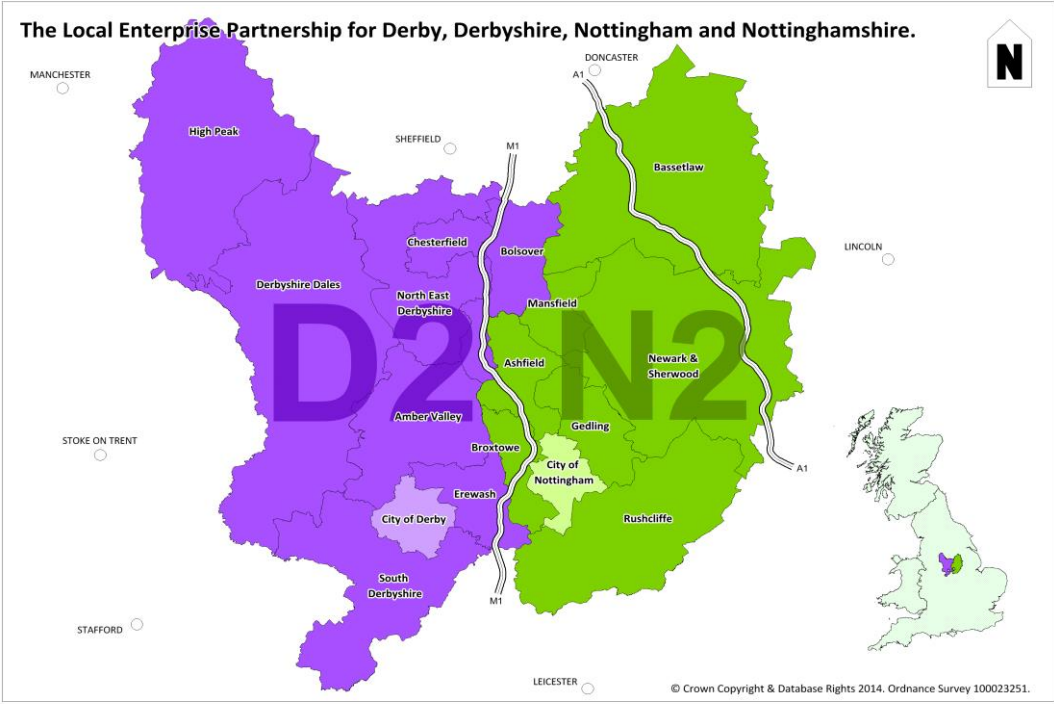 The Local Enterprise Partnership for Derby, Derbyshire, Nottingham and Nottinghamshire.
N
DONCASTER
MANCHESTER
A1
High Peak
SHEFFIELD
M1
Bassetlaw
Chesterfield
Bolsover
LINCOLN
Derbyshire Dales
North East
Derbyshire
Mansfield
D2 N2
Ashfield
Newark &
Sherwood
Amber Valley
Gedling
STOKE ON TRENT
Broxtowe
City of
Nottingham
A1
Erewash
City of Derby
Rushcliffe
South
Derbyshire
M1
STAFFORD
LEICESTER
© Crown Copyright & Database Rights 2014. Ordnance Survey 100023251.